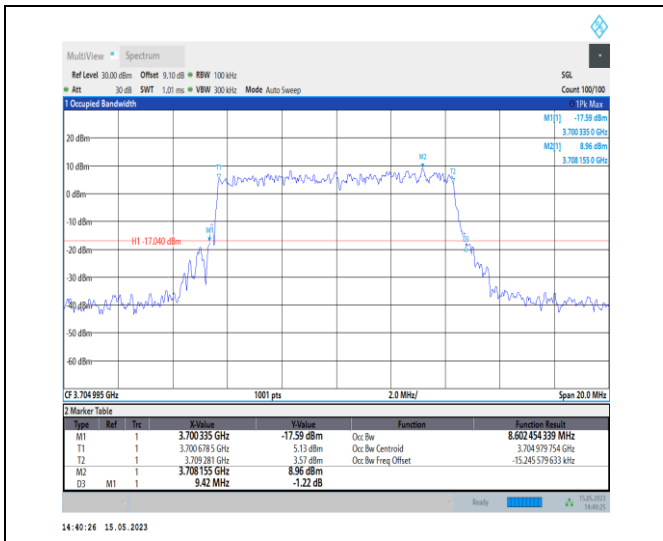 MultiView Spectrum
Ref Level 30.00 dBm Offset 9.10 dB RBW 100 kHz SGL
Att 30 dB SWT 1.01 ms VBW 300 kHz Mode Auto Sweep Count 100/100
1 Occupied Bandwidth 1Pk Max
M1[1] -17.59 dBm
3.700 335 0 GHz
M2[1] 8.96 dBm
3.708 155 0 GHz
20 dBm
10 dBm
M2
T1
T2
0 dBm
-10 dBm
M1
H1 -17.040 dBm
-20 dBm
-30 dBm
-40 dBm
-50 dBm
-60 dBm
CF 3.704 995 GHz 1001 pts 2.0 MHz/ Span 20.0 MHz
2 Marker Table
Type Ref Trc X-Value Y-Value Function Function Result
M1 1 3.700 335 GHz -17.59 dBm Occ Bw 8.602 454 339 MHz
T1 1 3.700 678 5 GHz 5.13 dBm Occ Bw Centroid 3.704 979 754 GHz
T2 1 3.709 281 GHz 3.57 dBm Occ Bw Freq Offset -15.245 579 633 kHz
M2 1 3.708 155 GHz 8.96 dBm
D3 M1 1 9.42 MHz -1.22 dB
Ready 15.05.2023
14:40:25
14:40:26 15.05.2023